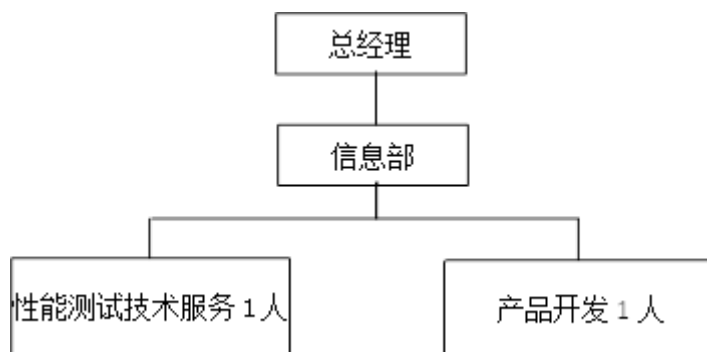 总经理
信息部
性能测试技术服务1人
产品开发1人